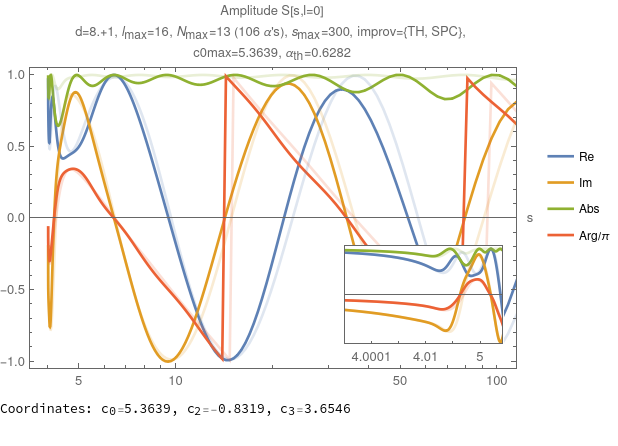 Amplitude S[s,l=0]
d=8.+1, lmax=16, Nmax=13 (106 α's), smax=300, improv={TH, SPC},
c0max=5.3639, αth=0.6282
1.0
0.5
0.0
-0.5
-1.0
5
10
50
100
s
4.0001
4.01
5
Re
Im
Abs
Arg/π
Coordinates: c0=5.3639, c2=-0.8319, c3=3.6546